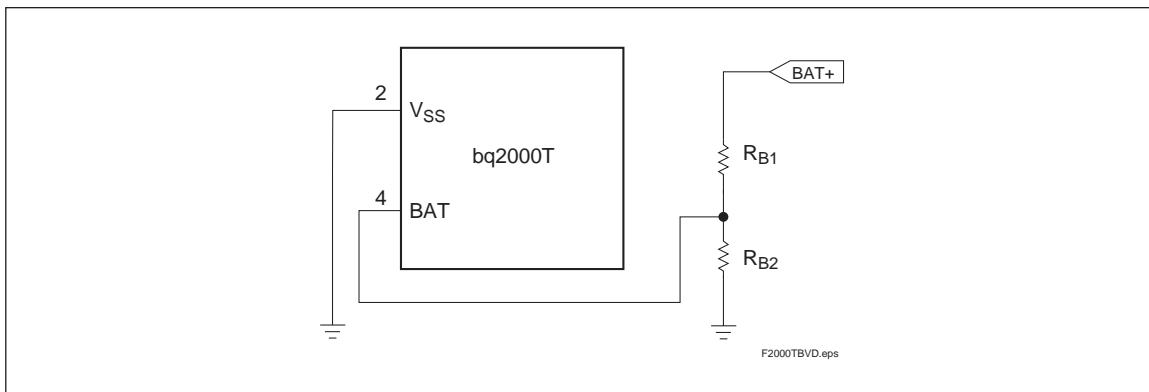 BAT+
2
V_SS
R_B1
bq2000T
4
BAT
R_B2
F2000TBVD.eps